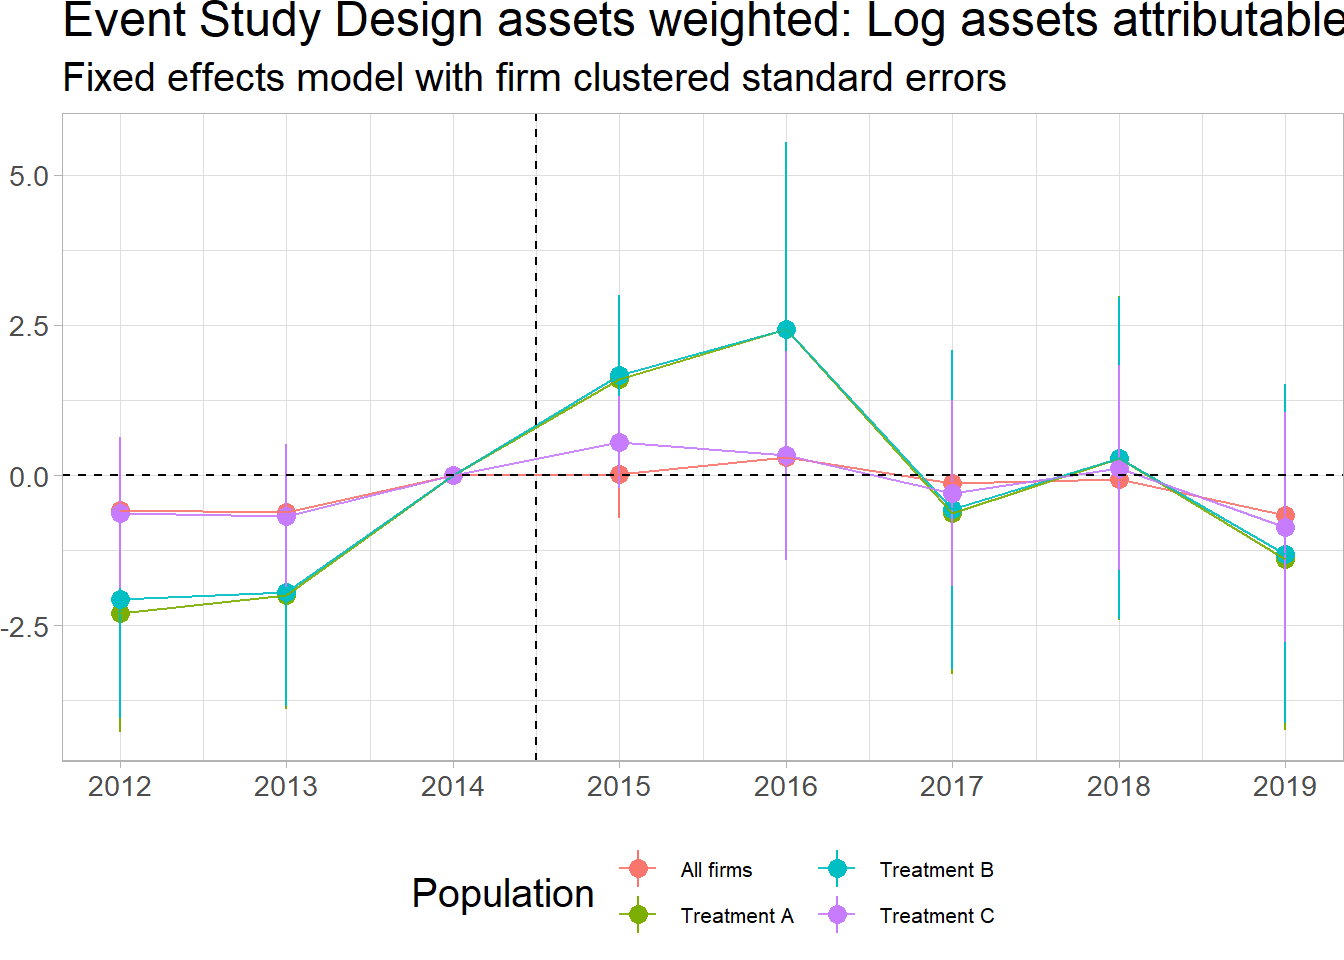 Event Study Design assets weighted: Log assets attributable
Fixed effects model with firm clustered standard errors
5.0
2.5
0.0
-2.5
2012 2013 2014 2015 2016 2017 2018 2019
Population
All firms
Treatment B
Treatment A
Treatment C